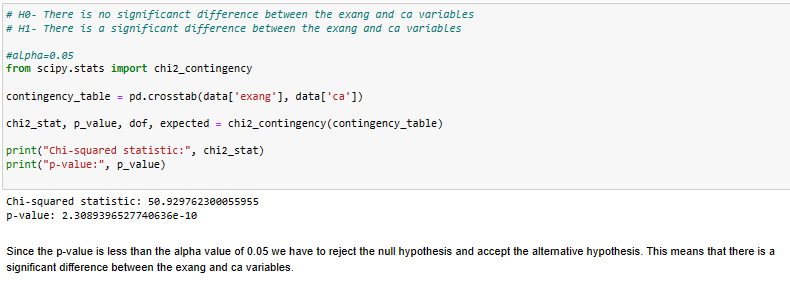 # H0- There is no significanct difference between the exang and ca variables
# H1- There is a significant difference between the exang and ca variables
#alpha=0.05
from scipy.stats import chi2_contingency
contingency_table = pd.crosstab(data['exang'], data['ca'])
chi2_stat, p_value, dof, expected = chi2_contingency(contingency_table)
print("Chi-squared statistic:", chi2_stat)
print("p-value:", p_value)
Chi-squared statistic: 50.929762300055955
p-value: 2.3089396527740636e-10
Since the p-value is less than the alpha value of 0.05 we have to reject the null hypothesis and accept the alternative hypothesis. This means that there is a
significant difference between the exang and ca variables.